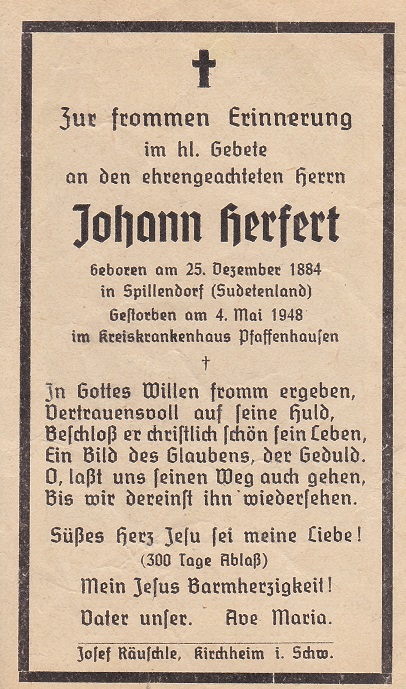 Zur frommen Erinnerung
im hl. Gebete
an den ehrengeachteten Herrn
Johann Herfert
geboren am 25. Dezember 1884
in Spillendorf (Sudetenland)
Gestorben am 4. Mai 1948
im Kreiskrankenhaus Pfaffenhausen
†
In Gottes Willen fromm ergeben,
Vertrauensvoll auf seine Huld,
Beschloß er christlich schön sein Leben,
Ein Bild des Glaubens, der Geduld.
O, laßt uns seinen Weg auch gehen,
Bis wir dereinst ihn wiedersehen.
Süßes Herz Jesu sei meine Liebe!
(300 Tage Ablaß)
Mein Jesus Barmherzigkeit!
Vater unser. Ave Maria.
Josef Räuschle, Kirchheim i. Schw.